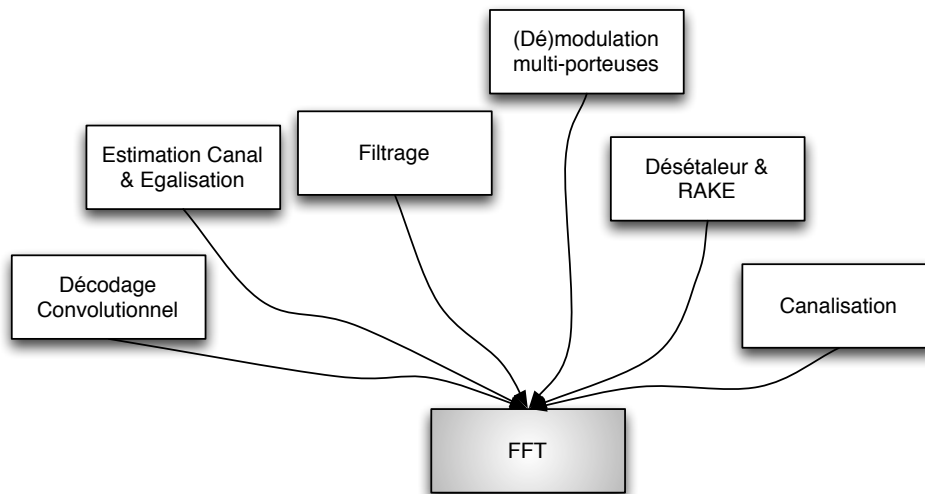 (Dé)modulation
multi-porteuses
Estimation Canal
& Egalisation
Filtrage
Désétaleur &
RAKE
Décodage
Convolutionnel
Canalisation
FFT